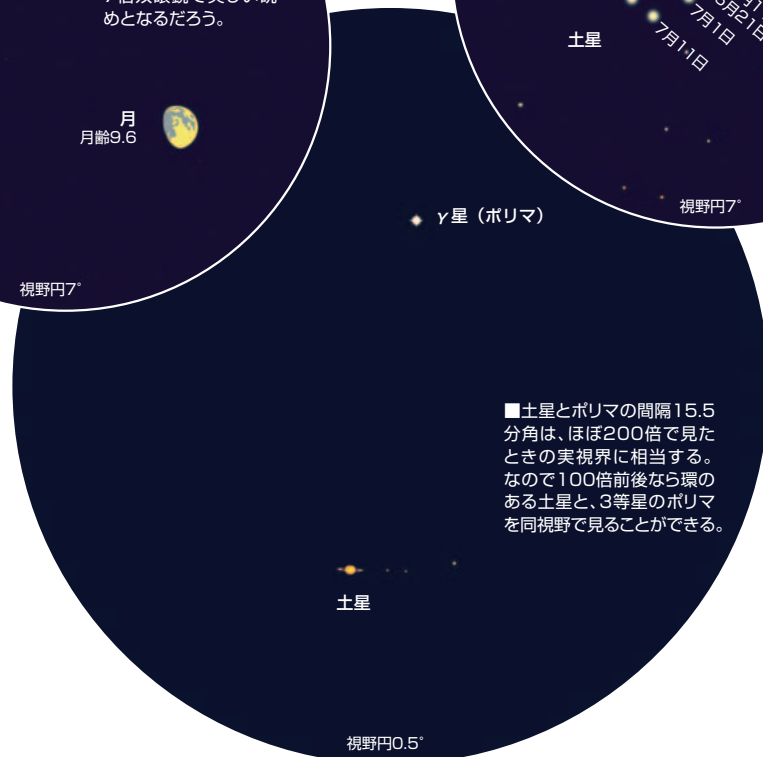 めとなるだろう。
月
月齢9.6
視野円7°
土星
6月21日
7月1日
7月11日
視野円7°
γ星（ポリマ）
■土星とポリマの間隔15.5
分角は、ほぼ200倍で見た
ときの実視界に相当する。
なので100倍前後なら環の
ある土星と、3等星のポリマ
を同視野で見ることができる。
土星
視野円0.5°